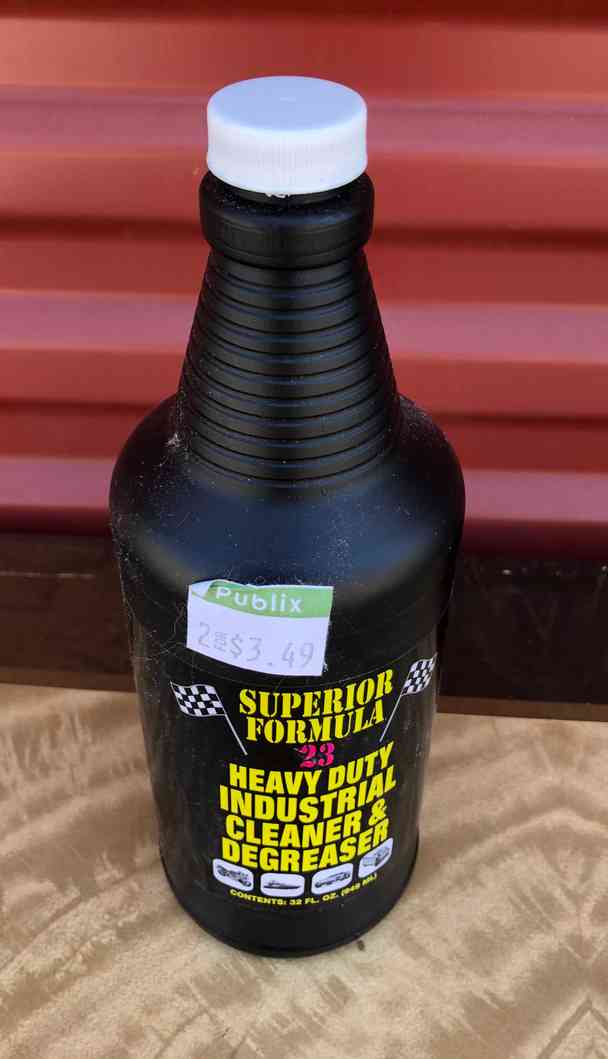 Publix
2 FOR $3.49
SUPERIOR
FORMULA
23
HEAVY DUTY
INDUSTRIAL
CLEANER &
DEGREASER
CONTENTS: 32 FL. OZ. (946 ML)